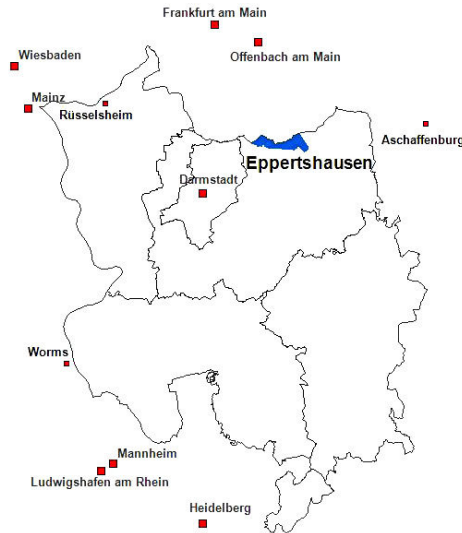 Frankfurt am Main
Offenbach am Main
Wiesbaden
Mainz
Rüsselsheim
Aschaffenburg
Eppertshausen
Darmstadt
Worms
Mannheim
Ludwigshafen am Rhein
Heidelberg